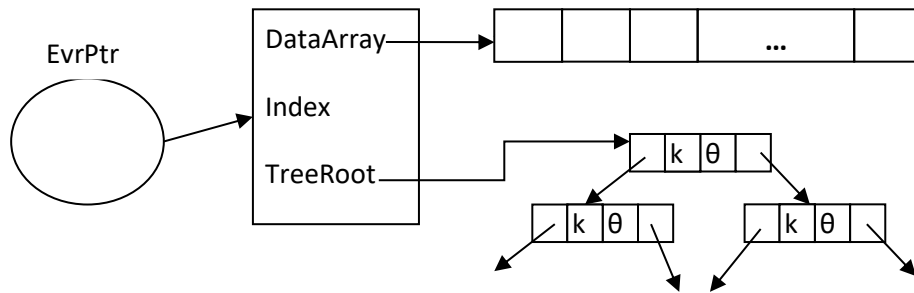 EvrPtr
DataArray
Index
TreeRoot
...
k θ
k θ
k θ